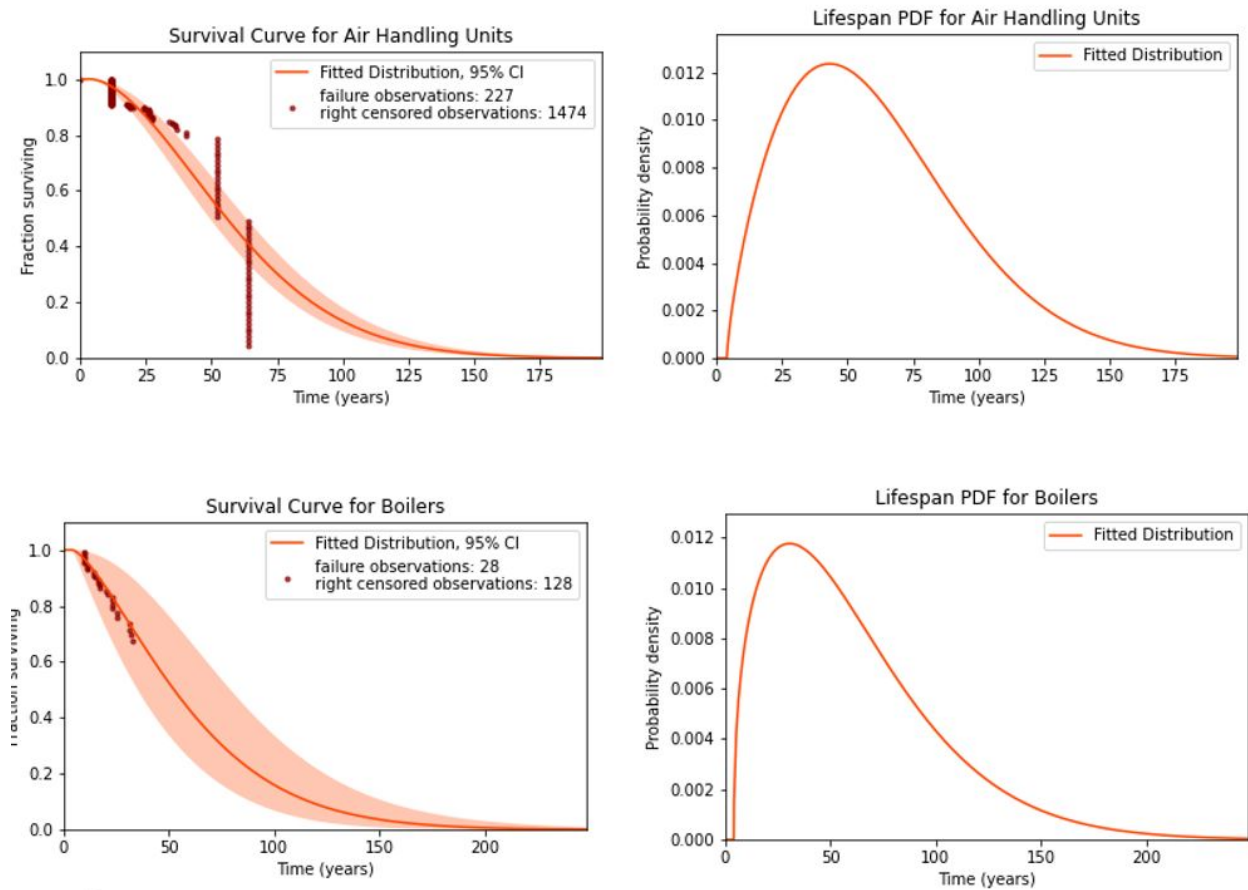 Survival Curve for Air Handling Units
Fitted Distribution, 95% CI
failure observations: 227
right censored observations: 1474
Fraction surviving
1.0
0.8
0.6
0.4
0.2
0.0
0
25
50
75
100
125
150
175
Time (years)
Lifespan PDF for Air Handling Units
Fitted Distribution
Probability density
0.012
0.010
0.008
0.006
0.004
0.002
0.000
0
25
50
75
100
125
150
175
Time (years)
Survival Curve for Boilers
Fitted Distribution, 95% CI
failure observations: 28
right censored observations: 128
Fraction surviving
1.0
0.8
0.6
0.4
0.2
0.0
0
50
100
150
200
Time (years)
Lifespan PDF for Boilers
Fitted Distribution
Probability density
0.012
0.010
0.008
0.006
0.004
0.002
0.000
0
50
100
150
200
Time (years)